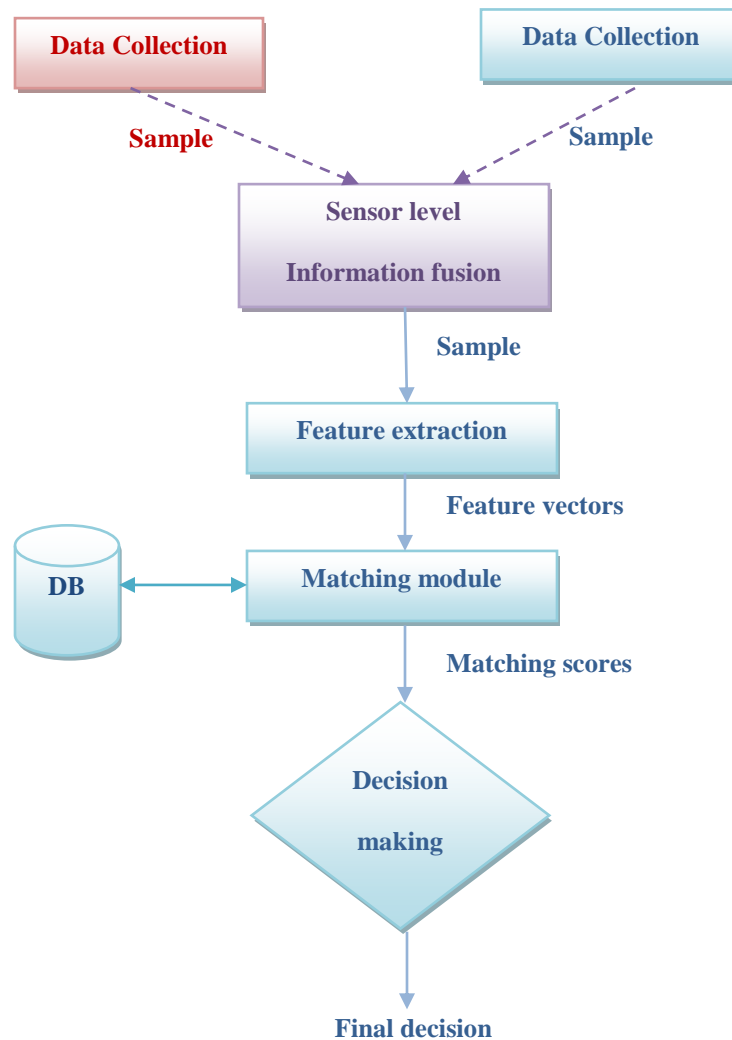 Data Collection
Data Collection
Sample
Sample
Sensor level
Information fusion
Sample
Feature extraction
Feature vectors
DB
Matching module
Matching scores
Decision
making
Final decision